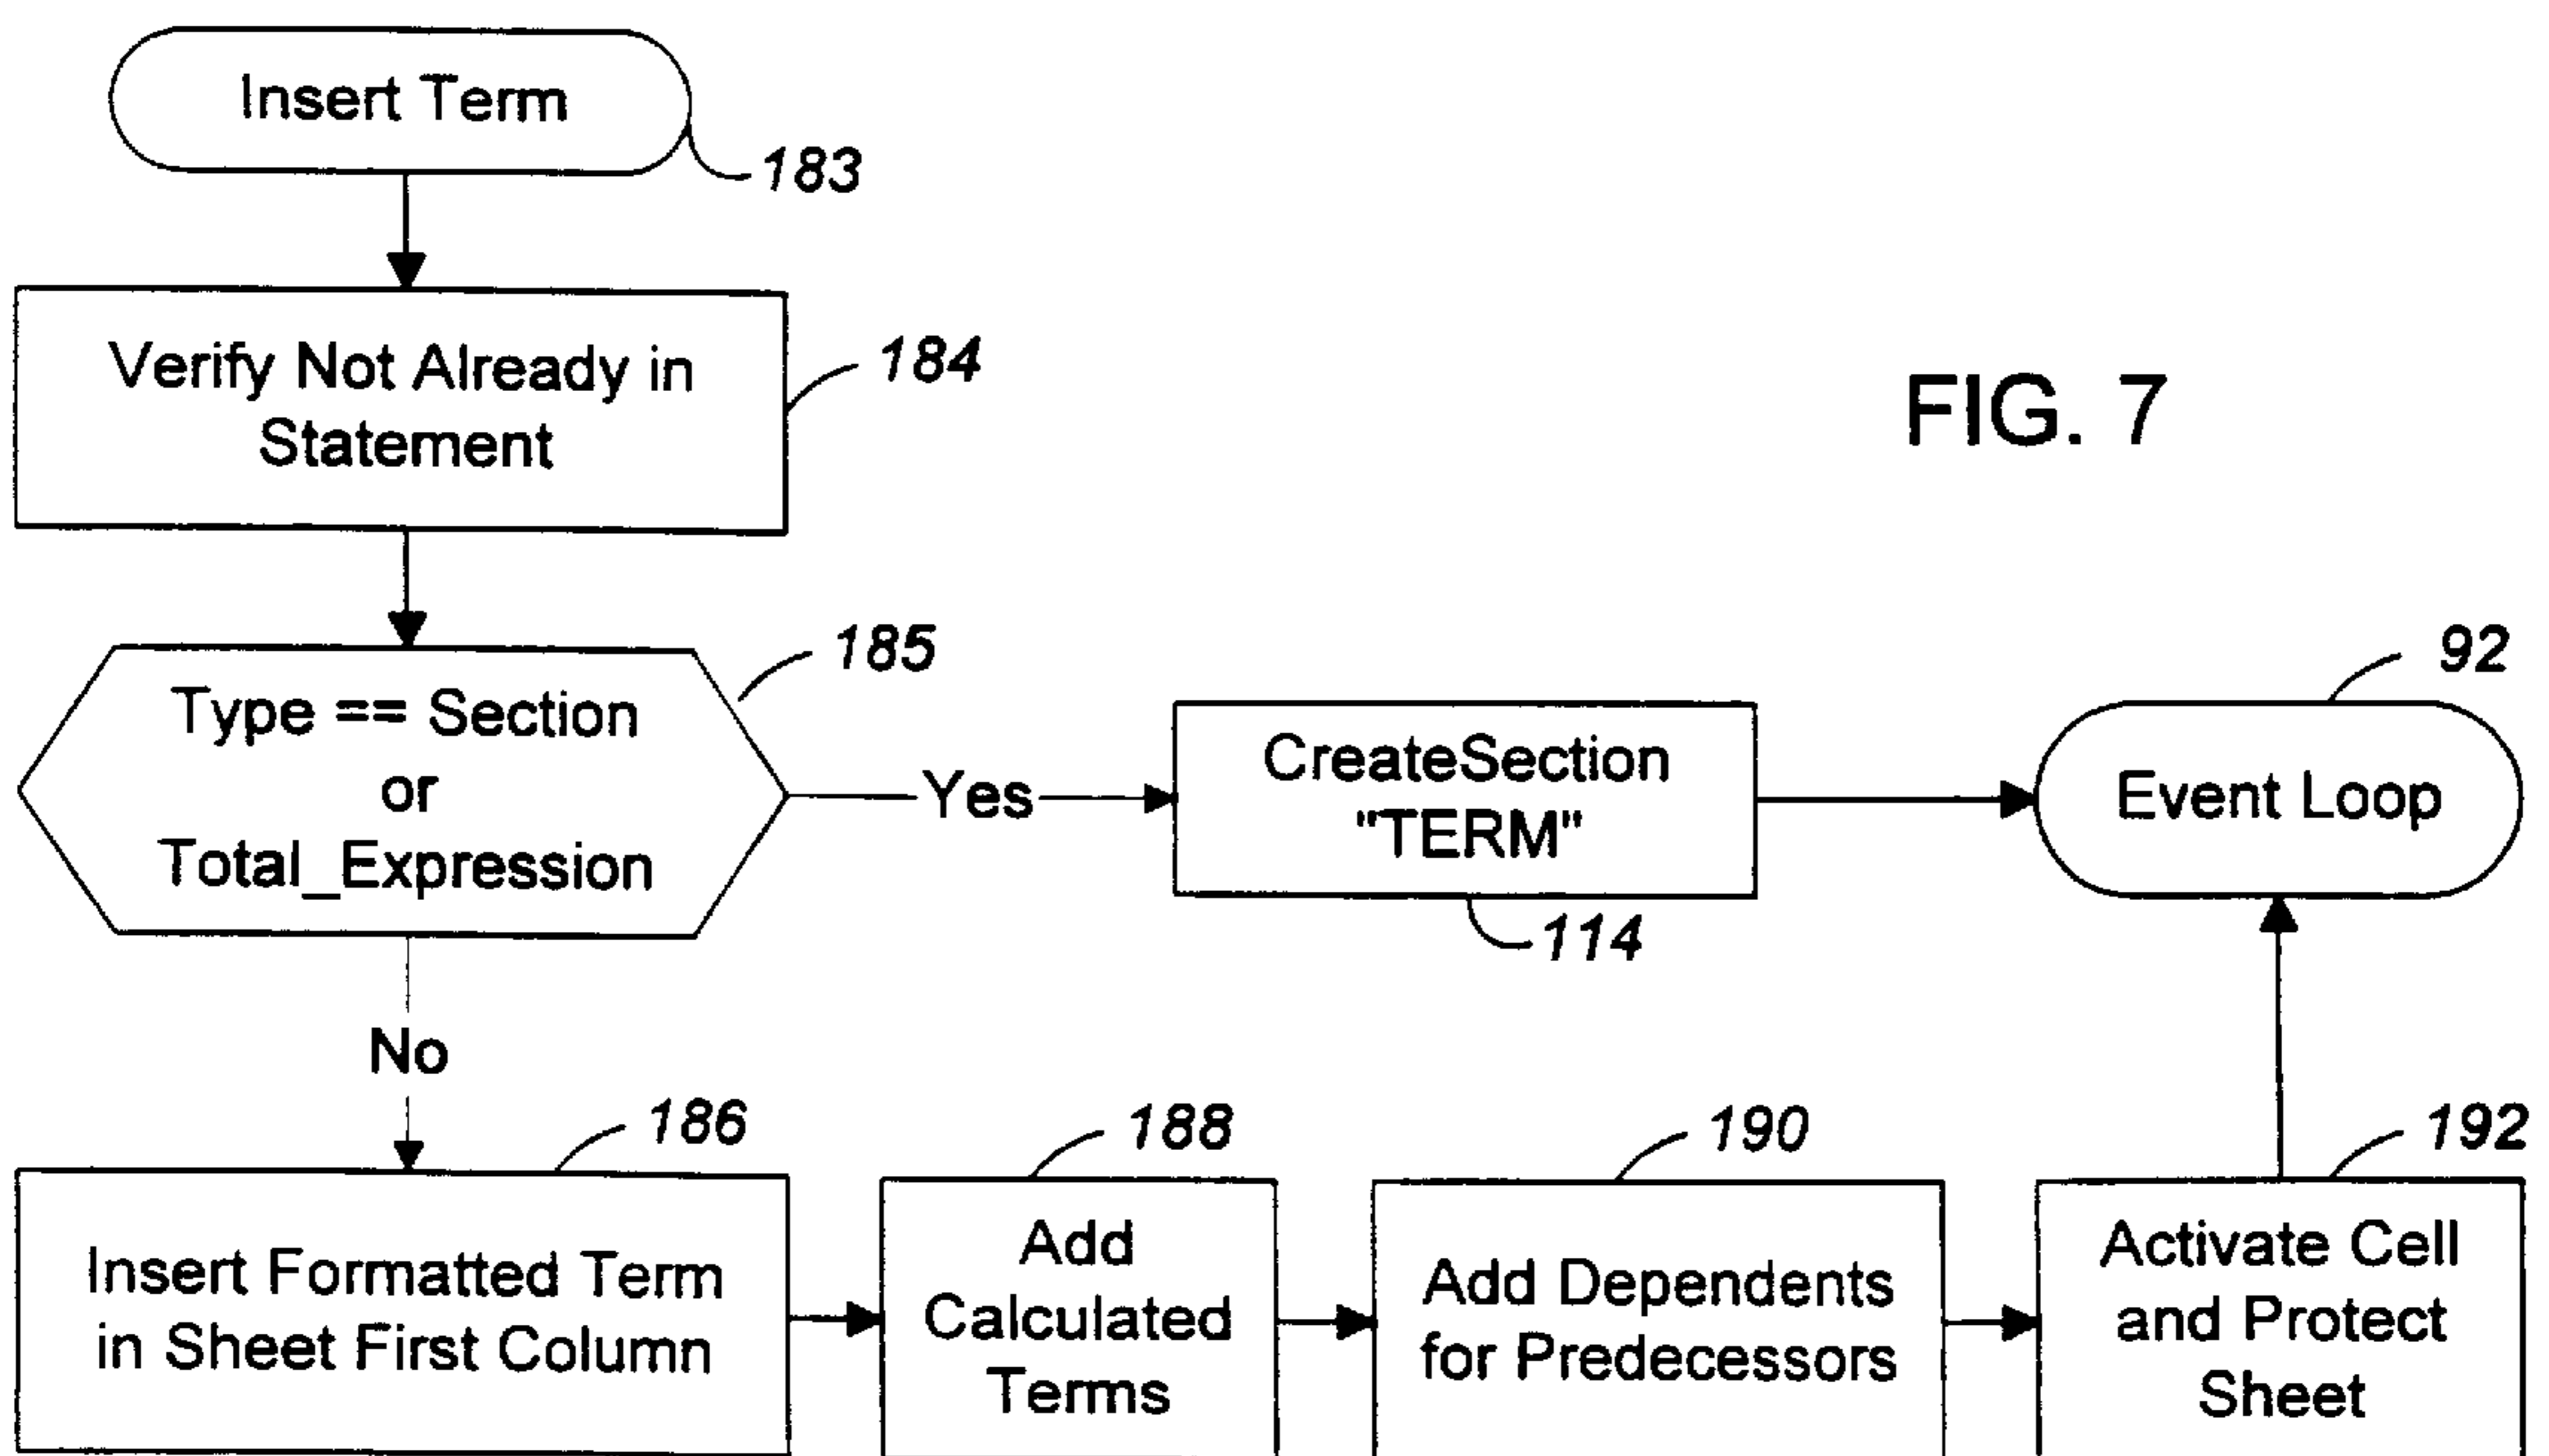 Insert Term
183
Verify Not Already in
Statement
184
FIG. 7
Type == Section
or
Total_Expression
185
Yes
CreateSection
"TERM"
114
Event Loop
92
No
Insert Formatted Term
in Sheet First Column
186
Add
Calculated
Terms
188
Add Dependents
for Predecessors
190
Activate Cell
and Protect
Sheet
192